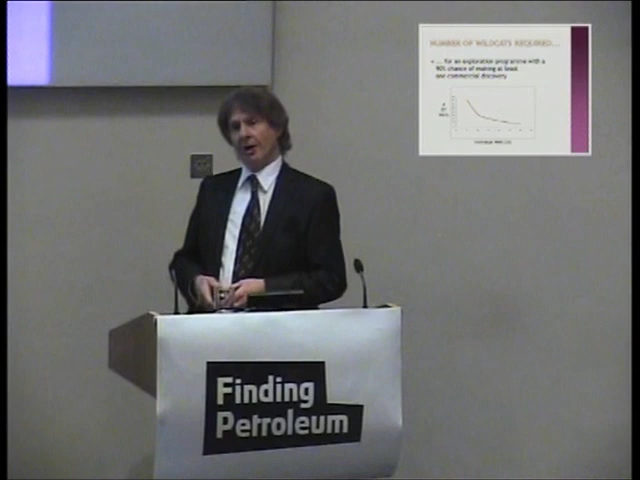 NUMBER OF WILDCATS REQUIRED...
... for an exploration programme with a
90% chance of making at least
one commercial discovery
Finding
Petroleum